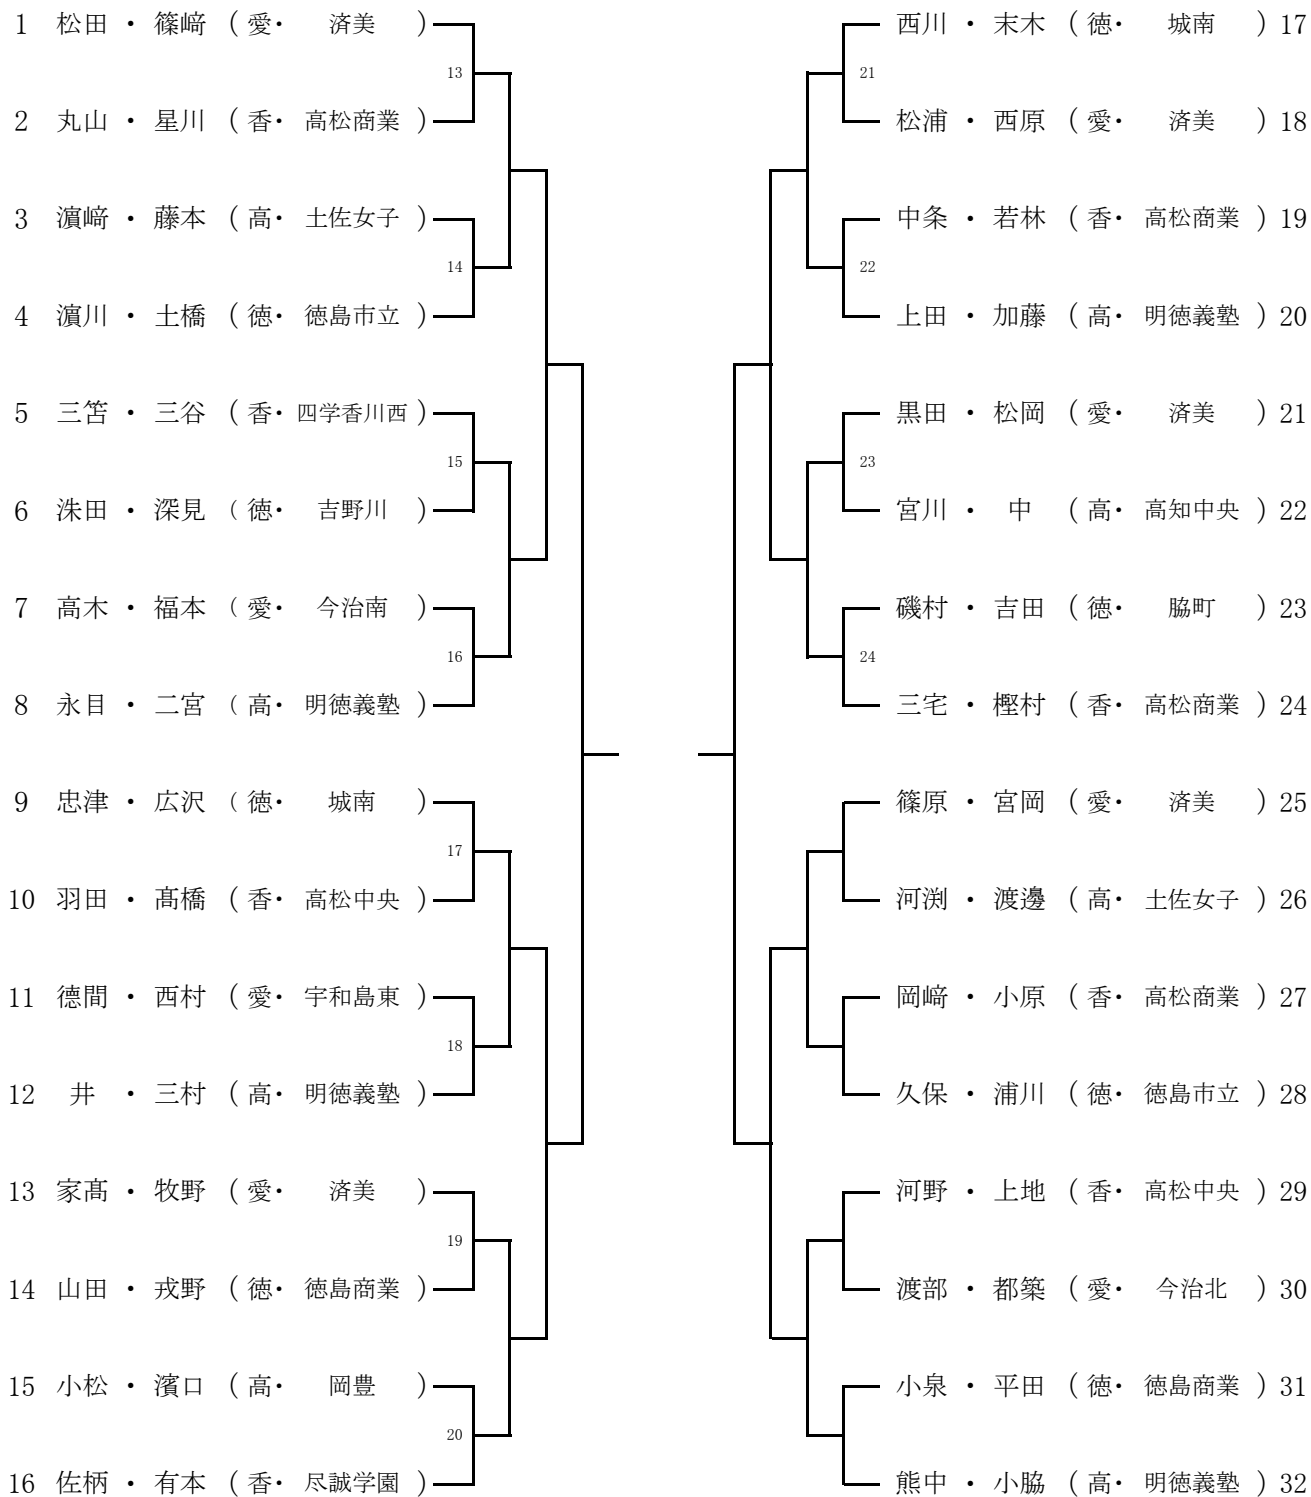 1 松田 ・ 篠﨑 ( 愛・ 済美 )
13
2 丸山 ・ 星川 ( 香・ 高松商業 )
3 濵﨑 ・ 藤本 ( 高・ 土佐女子 )
14
4 濵川 ・ 土橋 ( 徳・ 徳島市立 )
5 三笘 ・ 三谷 ( 香・ 四学香川西 )
15
6 洙田 ・ 深見 ( 徳・ 吉野川 )
7 高木 ・ 福本 ( 愛・ 今治南 )
16
8 永目 ・ 二宮 ( 高・ 明徳義塾 )
9 忠津 ・ 広沢 ( 徳・ 城南 )
17
10 羽田 ・ 髙橋 ( 香・ 高松中央 )
11 德間 ・ 西村 ( 愛・ 宇和島東 )
18
12 井 ・ 三村 ( 高・ 明徳義塾 )
13 家髙 ・ 牧野 ( 愛・ 済美 )
19
14 山田 ・ 戎野 ( 徳・ 徳島商業 )
15 小松 ・ 濱口 ( 高・ 岡豊 )
20
16 佐柄 ・ 有本 ( 香・ 尽誠学園 )
西川 ・ 末木 ( 徳・ 城南 ) 17
21
松浦 ・ 西原 ( 愛・ 済美 ) 18
中条 ・ 若林 ( 香・ 高松商業 ) 19
22
上田 ・ 加藤 ( 高・ 明徳義塾 ) 20
黒田 ・ 松岡 ( 愛・ 済美 ) 21
23
宮川 ・ 中 ( 高・ 高知中央 ) 22
磯村 ・ 吉田 ( 徳・ 脇町 ) 23
24
三宅 ・ 樫村 ( 香・ 高松商業 ) 24
篠原 ・ 宮岡 ( 愛・ 済美 ) 25
河渕 ・ 渡邊 ( 高・ 土佐女子 ) 26
岡﨑 ・ 小原 ( 香・ 高松商業 ) 27
久保 ・ 浦川 ( 徳・ 徳島市立 ) 28
河野 ・ 上地 ( 香・ 高松中央 ) 29
渡部 ・ 都築 ( 愛・ 今治北 ) 30
小泉 ・ 平田 ( 徳・ 徳島商業 ) 31
熊中 ・ 小脇 ( 高・ 明徳義塾 ) 32